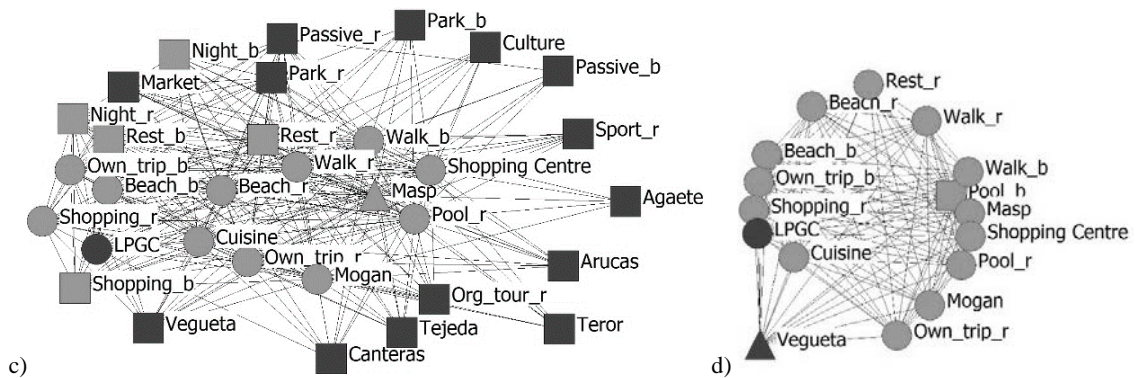 Park_b
Passive_r
Culture
Night_b
Passive_b
Park_r
Market
Night_r
Sport_r
Rest_b
Rest_r
Walk_b
Own_trip_b
Walk_r
Shopping Centre
Beach_b
Beach_r
Masp
Agaete
Shopping_r
Pool_r
LPGC
Cuisine
Own_trip_r
Arucas
Mogan
Shopping_b
Org_tour_r
Vegueta
Tejeda
Teror
Canteras
c)
Rest_r
Beach_r
Walk_r
Beach_b
Walk_b
Own_trip_b
Pool_b
Shopping_r
Masp
LPGC
Shopping Centre
Cuisine
Pool_r
Mogan
Own_trip_r
Vegueta
d)